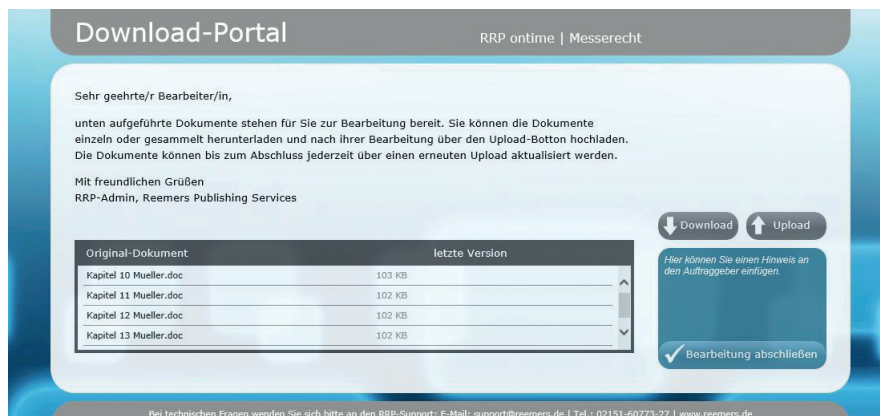 Download-Portal
RRP ontime | Messerecht
Sehr geehrte/r Bearbeiter/in,
unten aufgeführte Dokumente stehen für Sie zur Bearbeitung bereit. Sie können die Dokumente
einzeln oder gesammelt herunterladen und nach ihrer Bearbeitung über den Upload-Botton hochladen.
Die Dokumente können bis zum Abschluss jederzeit über einen erneuten Upload aktualisiert werden.
Mit freundlichen Grüßen
RRP-Admin, Reemers Publishing Services
Download Upload
Original-Dokument letzte Version
Kapitel 10 Mueller.doc 103 KB
Kapitel 11 Mueller.doc 102 KB
Kapitel 12 Mueller.doc 102 KB
Kapitel 13 Mueller.doc 102 KB
Hier können Sie einen Hinweis an
den Auftraggeber einfügen.
Bearbeitung abschließen
Bei technischen Fragen wenden Sie sich bitte an den RRP-Support: E-Mail: support@reemers.de | Tel.: 02151-60773-27 | www.reemers.de